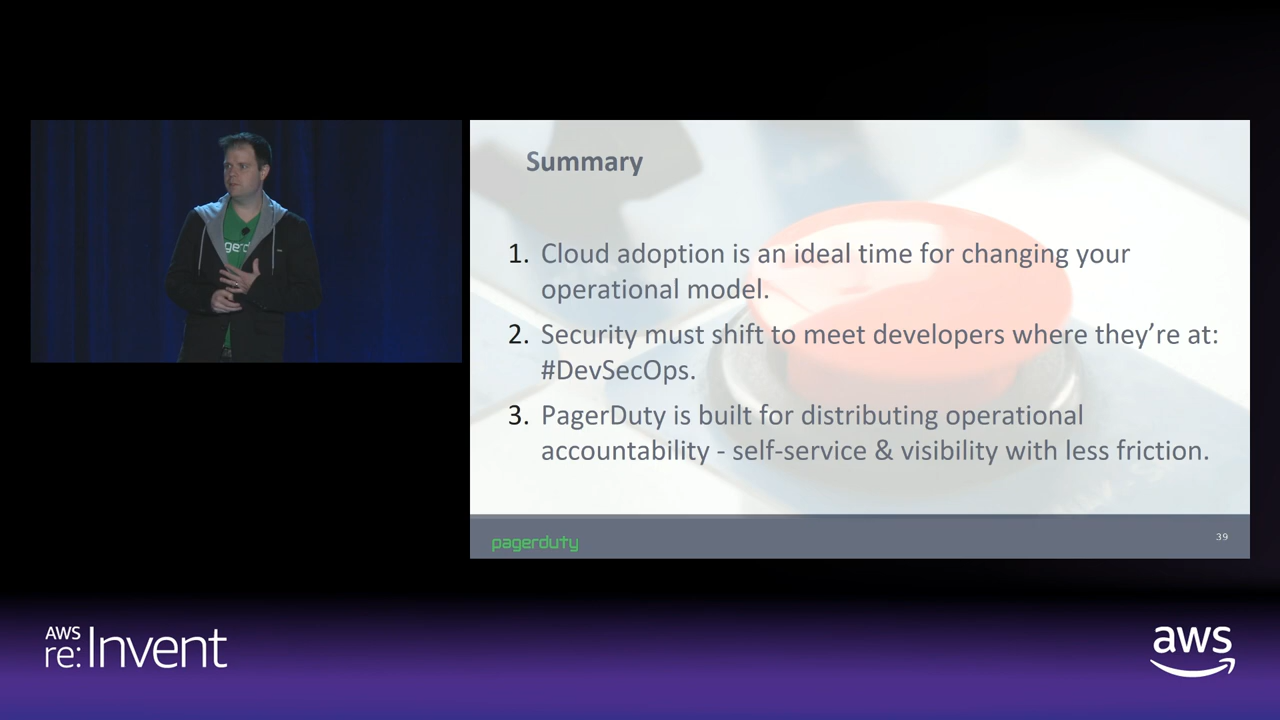 gerd
Summary
1. Cloud adoption is an ideal time for changing your
operational model.
2. Security must shift to meet developers where they’re at:
#DevSecOps.
3. PagerDuty is built for distributing operational
accountability - self-service & visibility with less friction.
pagerduty
39
AWS
re:Invent
aws